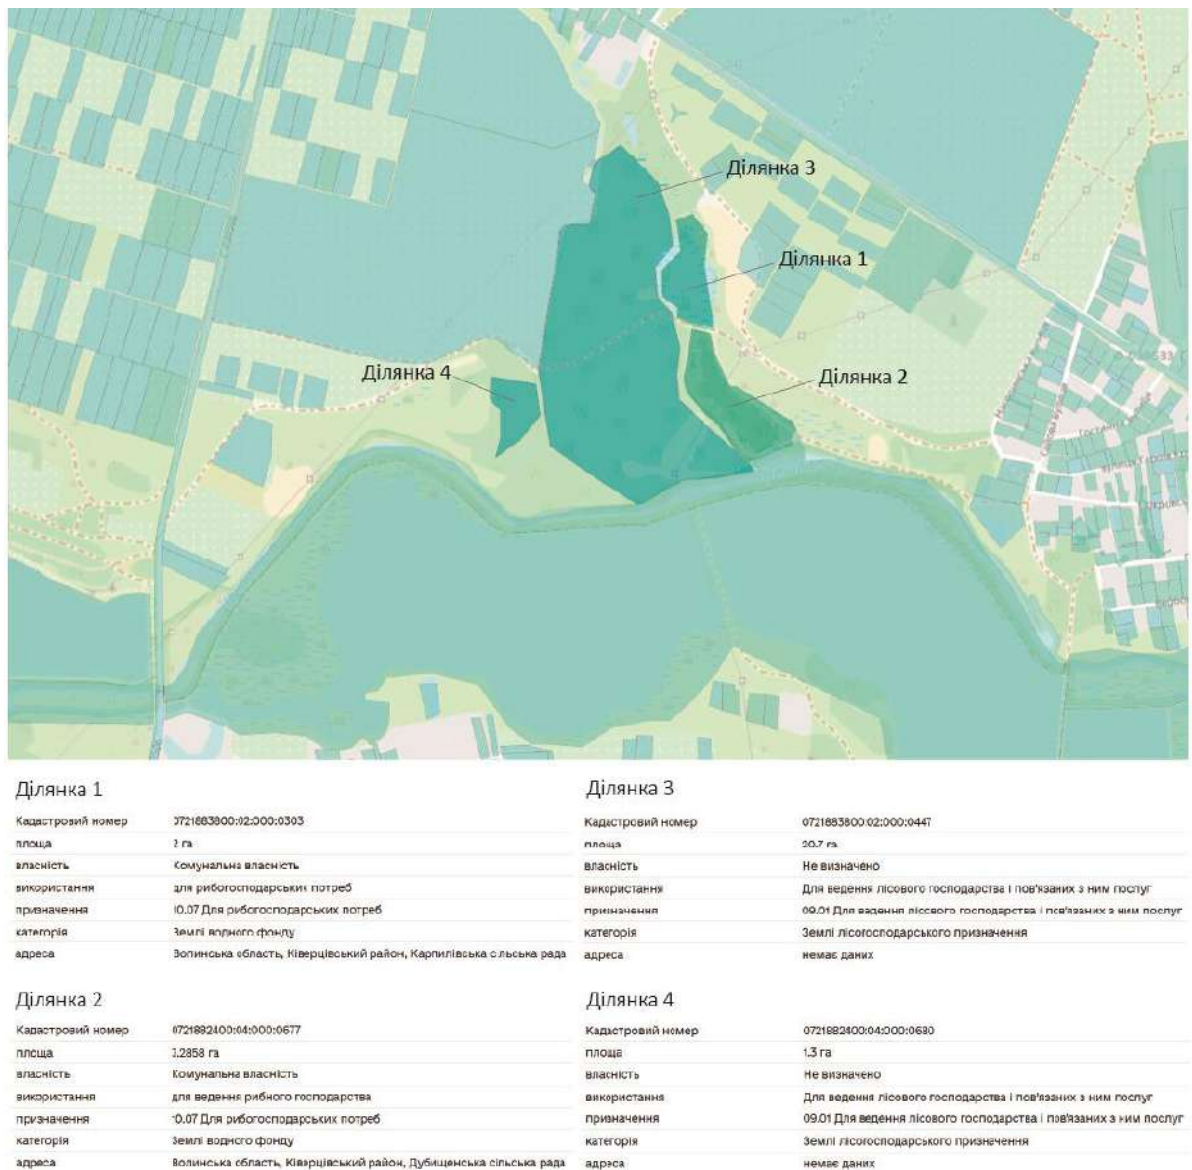 Ділянка 3
Ділянка 1
Ділянка 4
Ділянка 2
Ділянка 1
Кадастровий номер 0721883800:02:000:0303
площа 2 га
власність Комунальна власність
використання для рибогосподарських потреб
призначення 10.07 Для рибогосподарських потреб
категорія Землі водного фонду
адреса Волинська область, Ківерцівський район, Карпилівська сільська рада
Ділянка 3
Кадастровий номер 0721883800:02:000:0447
площа 20.7 га
власність Не визначено
використання Для ведення лісового господарства і пов'язаних з ним послуг
призначення 09.01 Для ведення лісового господарства і пов'язаних з ним послуг
категорія Землі лісогосподарського призначення
адреса немає даних
Ділянка 2
Кадастровий номер 0721882400:04:000:0677
площа 3.2858 га
власність Комунальна власність
використання для ведення рибного господарства
призначення 10.07 Для рибогосподарських потреб
категорія Землі водного фонду
адреса Волинська область, Ківерцівський район, Дубищенська сільська рада
Ділянка 4
Кадастровий номер 0721882400:04:000:0680
площа 1.3 га
власність Не визначено
використання Для ведення лісового господарства і пов'язаних з ним послуг
призначення 09.01 Для ведення лісового господарства і пов'язаних з ним послуг
категорія Землі лісогосподарського призначення
адреса немає даних